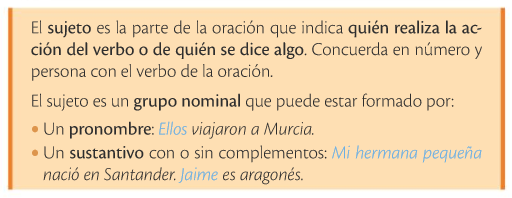 El sujeto es la parte de la oración que indica quién realiza la ac-
ción del verbo o de quién se dice algo. Concuerda en número y
persona con el verbo de la oración.
El sujeto es un grupo nominal que puede estar formado por:
• Un pronombre: Ellos viajaron a Murcia.
• Un sustantivo con o sin complementos: Mi hermana pequeña
nació en Santander. Jaime es aragonés.